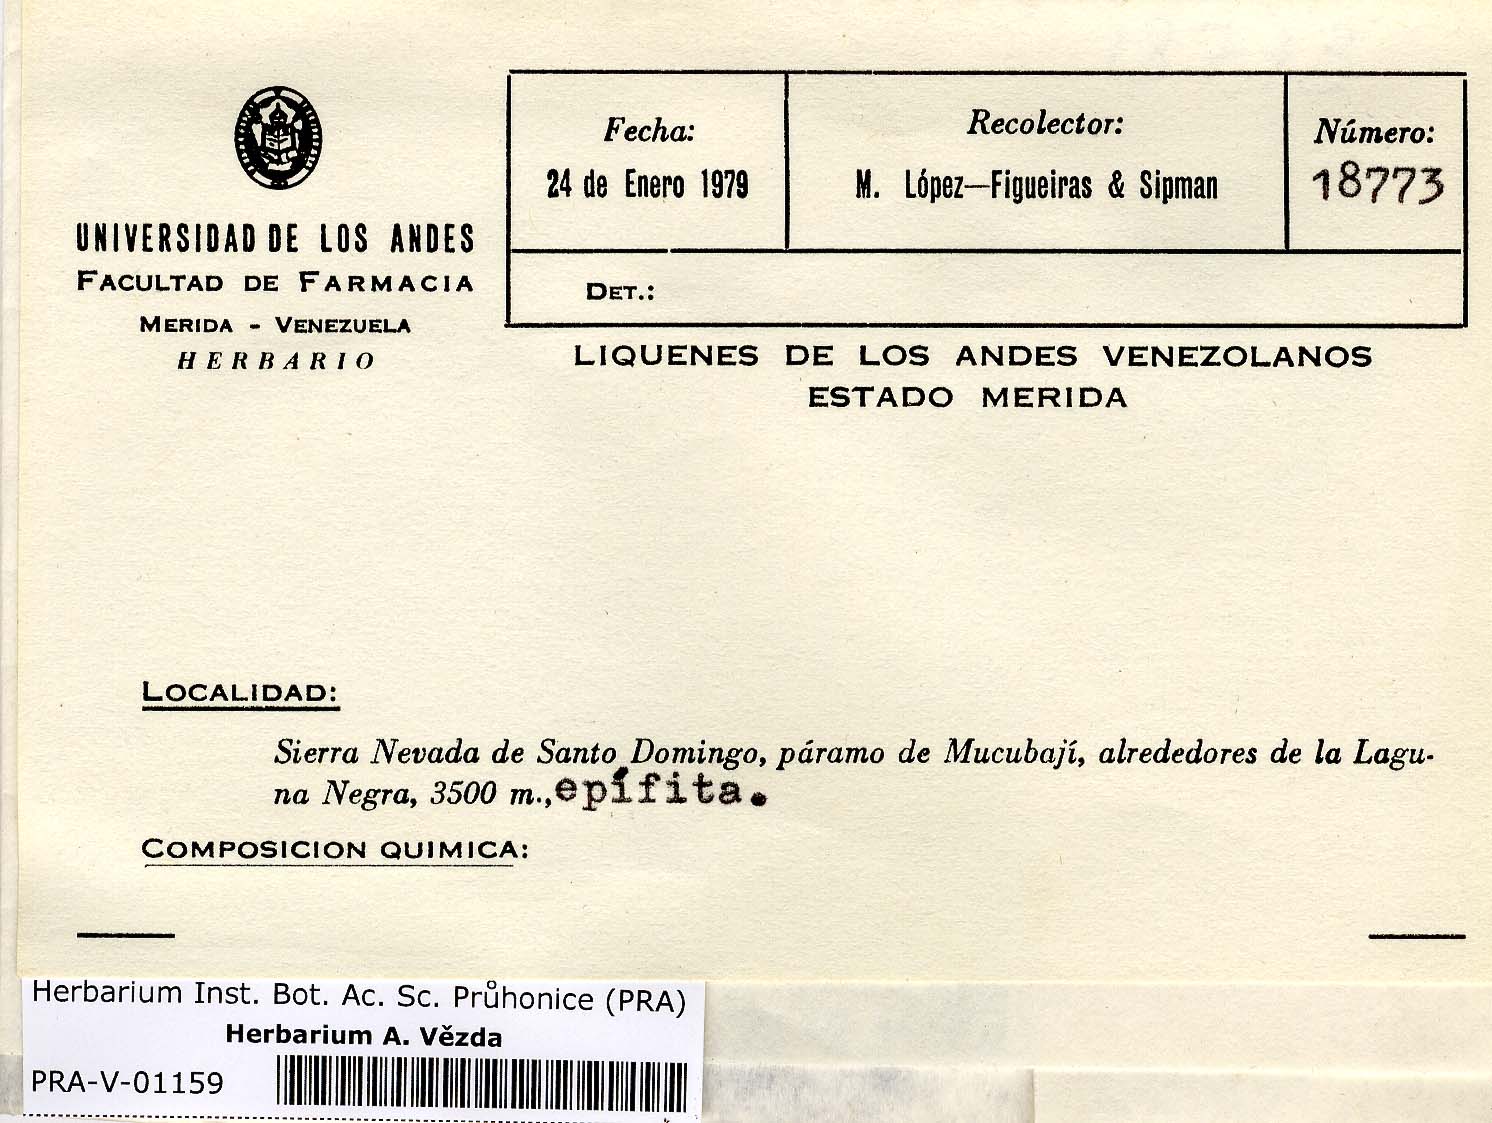 UNIVERSIDAD DE LOS ANDES
FACULTAD DE FARMACIA
MERIDA - VENEZUELA
HERBARIO
Fecha:
24 de Enero 1979
Recolector:
M. López—Figueiras & Sipman
Número:
18773
DET.:
LIQUENES DE LOS ANDES VENEZOLANOS
ESTADO MERIDA
LOCALIDAD:
Sierra Nevada de Santo Domingo, páramo de Mucubají, alrededores de la Lagu-
na Negra, 3500 m., epífita.
COMPOSICION QUIMICA:
Herbarium Inst. Bot. Ac. Sc. Průhonice (PRA)
Herbarium A. Vězda
PRA-V-01159